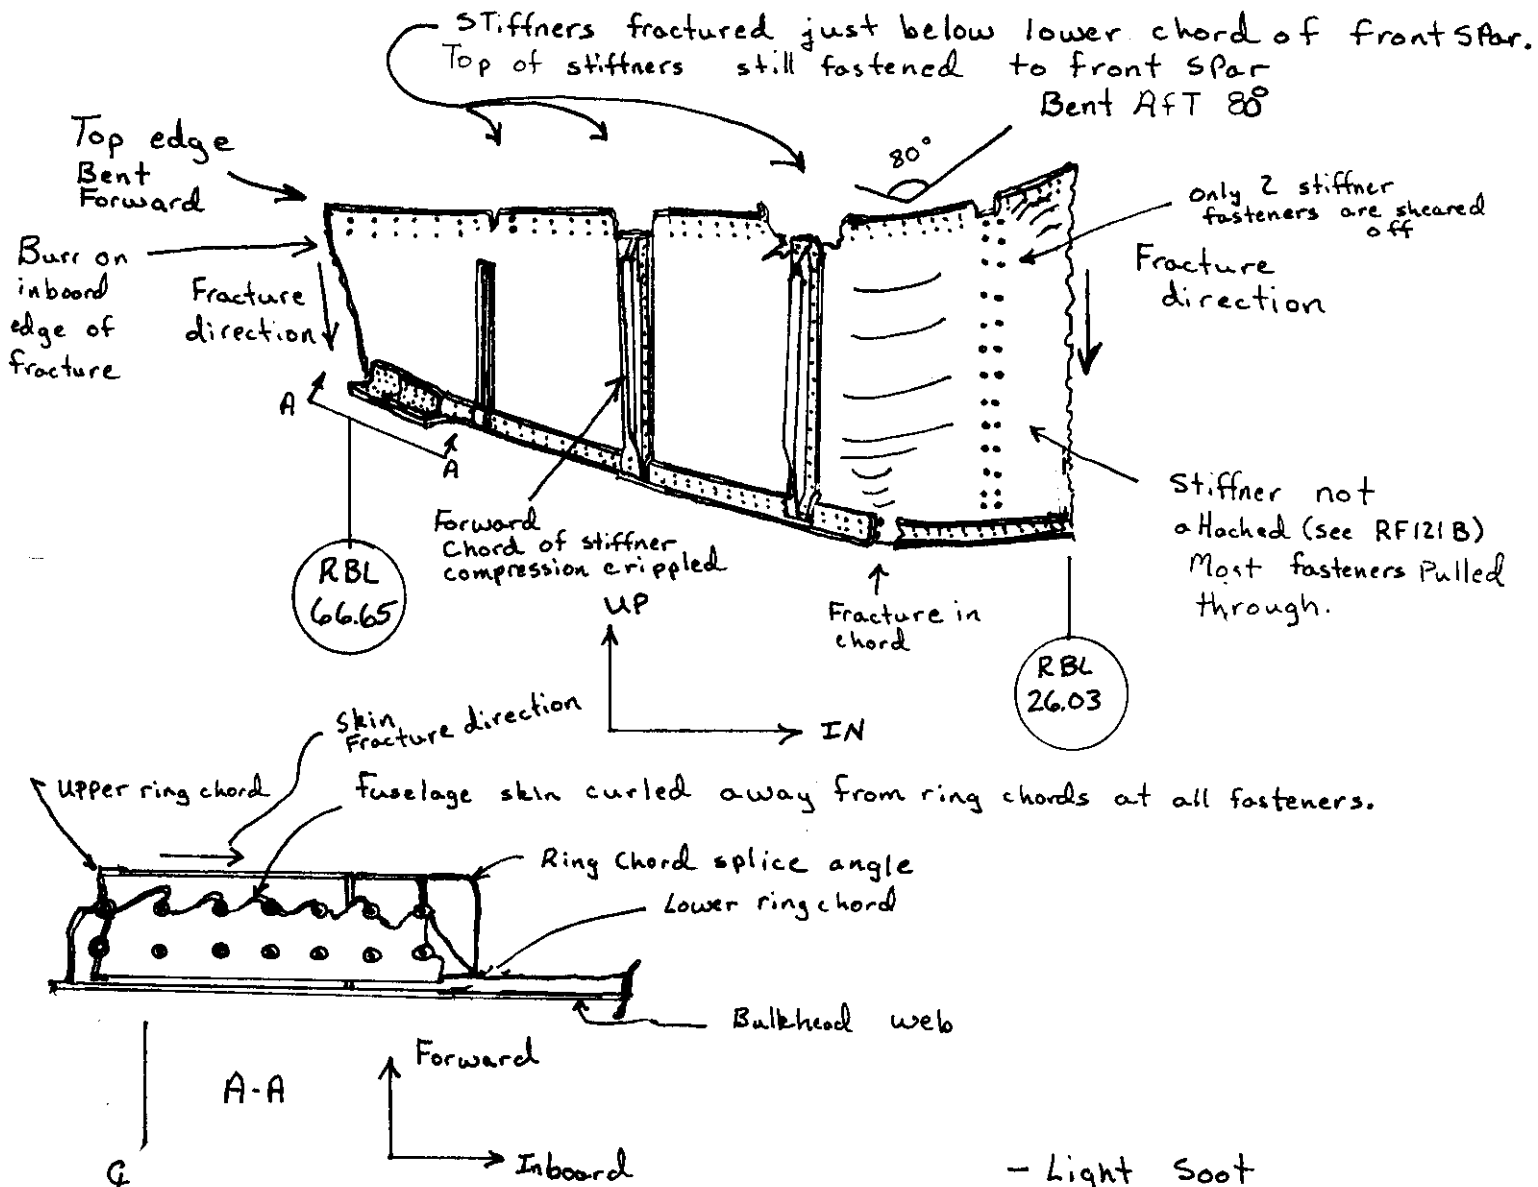 STiffners fractured just below lower chord of front SPar.
Top of stiffners still fastened to front SPar
Bent AfT 80°
80°
Top edge
Bent
Forward
only 2 stiffner
fasteners are sheared
off
Burr on
inboard
edge of
fracture
Fracture
direction
Fracture
direction
A
A
Forward
Chord of stiffner
compression crippled
Stiffner not
attached (see RF121B)
Most fasteners Pulled
through.
RBL
66.65
UP
IN
Fracture in
chord
RBL
26.03
Skin
Fracture direction
Upper ring chord
fuselage skin curled away from ring chords at all fasteners.
Ring Chord splice angle
Lower ring chord
Bulkhead web
A-A
Forward
Inboard
℄
- Light Soot